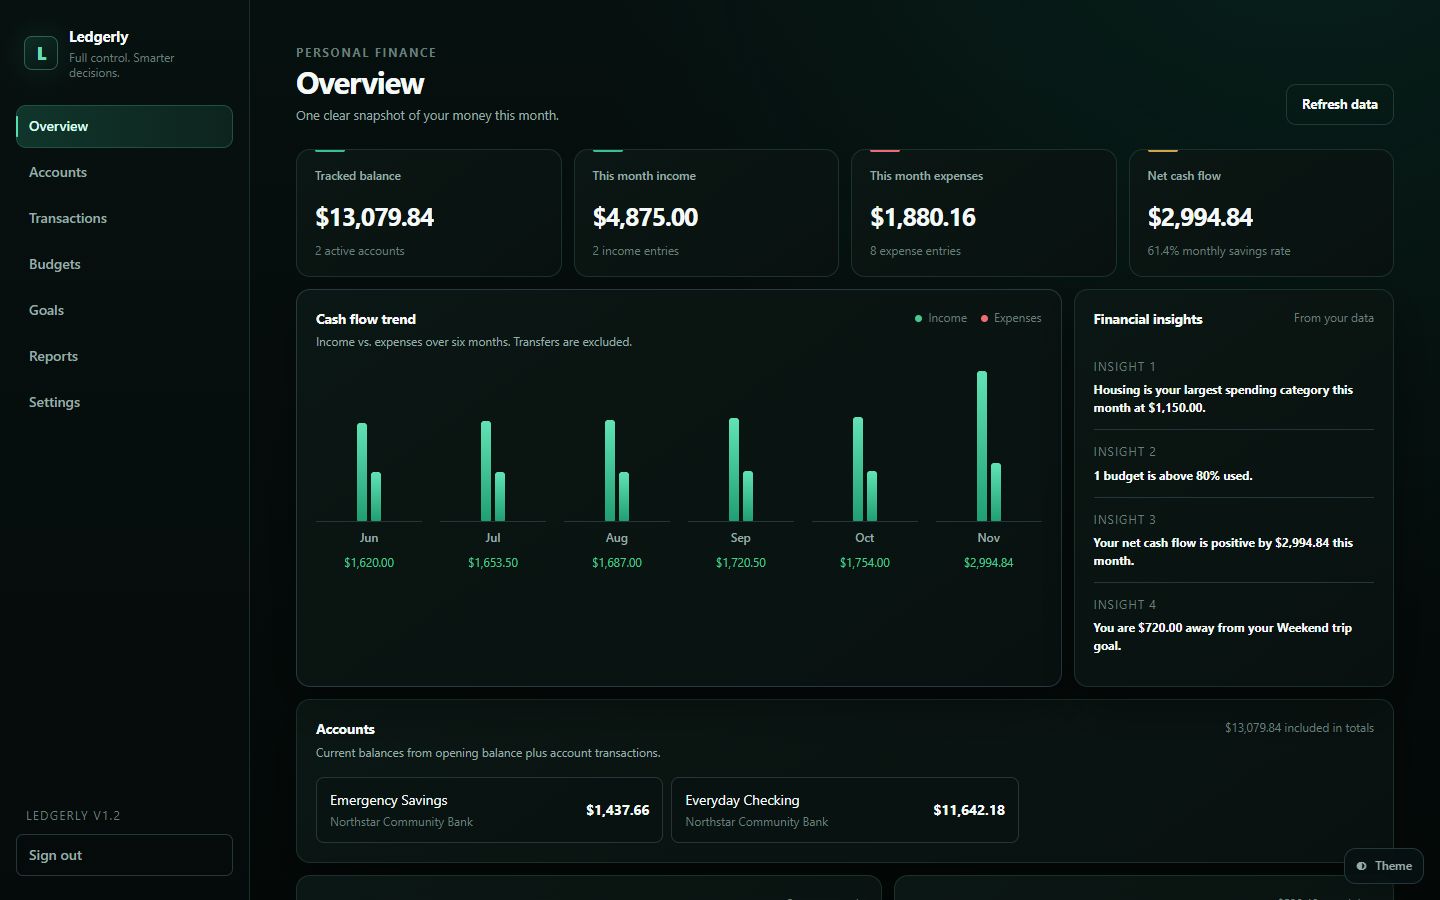 L
Ledgerly
Full control. Smarter
decisions.
Overview
Accounts
Transactions
Budgets
Goals
Reports
Settings
LEDGERLY V1.2
Sign out
PERSONAL FINANCE
Overview
One clear snapshot of your money this month.
Refresh data
Tracked balance
$13,079.84
2 active accounts
This month income
$4,875.00
2 income entries
This month expenses
$1,880.16
8 expense entries
Net cash flow
$2,994.84
61.4% monthly savings rate
Cash flow trend
Income Expenses
Income vs. expenses over six months. Transfers are excluded.
Jun Jul Aug Sep Oct Nov
$1,620.00 $1,653.50 $1,687.00 $1,720.50 $1,754.00 $2,994.84
Financial insights
From your data
INSIGHT 1
Housing is your largest spending category this
month at $1,150.00.
INSIGHT 2
1 budget is above 80% used.
INSIGHT 3
Your net cash flow is positive by $2,994.84 this
month.
INSIGHT 4
You are $720.00 away from your Weekend trip
goal.
Accounts
$13,079.84 included in totals
Current balances from opening balance plus account transactions.
Emergency Savings
Northstar Community Bank
$1,437.66
Everyday Checking
Northstar Community Bank
$11,642.18
Theme